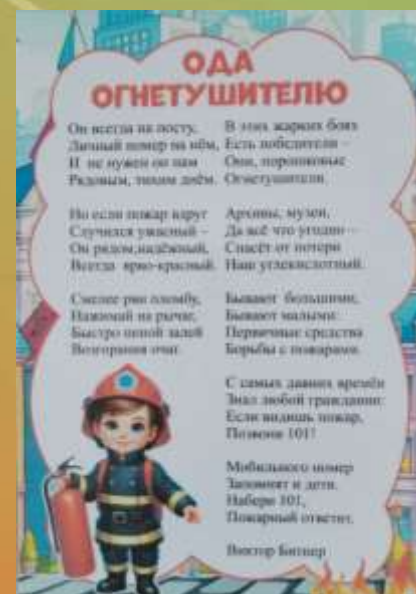 ОДА
ОГНЕТУШИТЕЛЮ
Он всегда на посту,
Личный номер на нём,
И не нужен он нам
Рядовым, тихим днём.
Но если пожар вдруг
Случился ужасный –
Он рядом,надёжный,
Всегда ярко-красный.
Смелее рви пломбу,
Нажимай на рычаг,
Быстро пеной залей
Возгорания очаг.
В этих жарких боях
Есть победители –
Они, порошковые
Огнетушители.
Архивы, музеи,
Да всё что угодно –
Спасёт от потери
Наш углекислотный.
Бывают большими,
Бывают малыми:
Первичные средства
Борьбы с пожарами.
С самых давних времён
Знал любой гражданин:
Если видишь пожар,
Позвони 101!
Мобильного номер
Запомнят и дети.
Набери 101,
Пожарный ответит.
Виктор Битнер